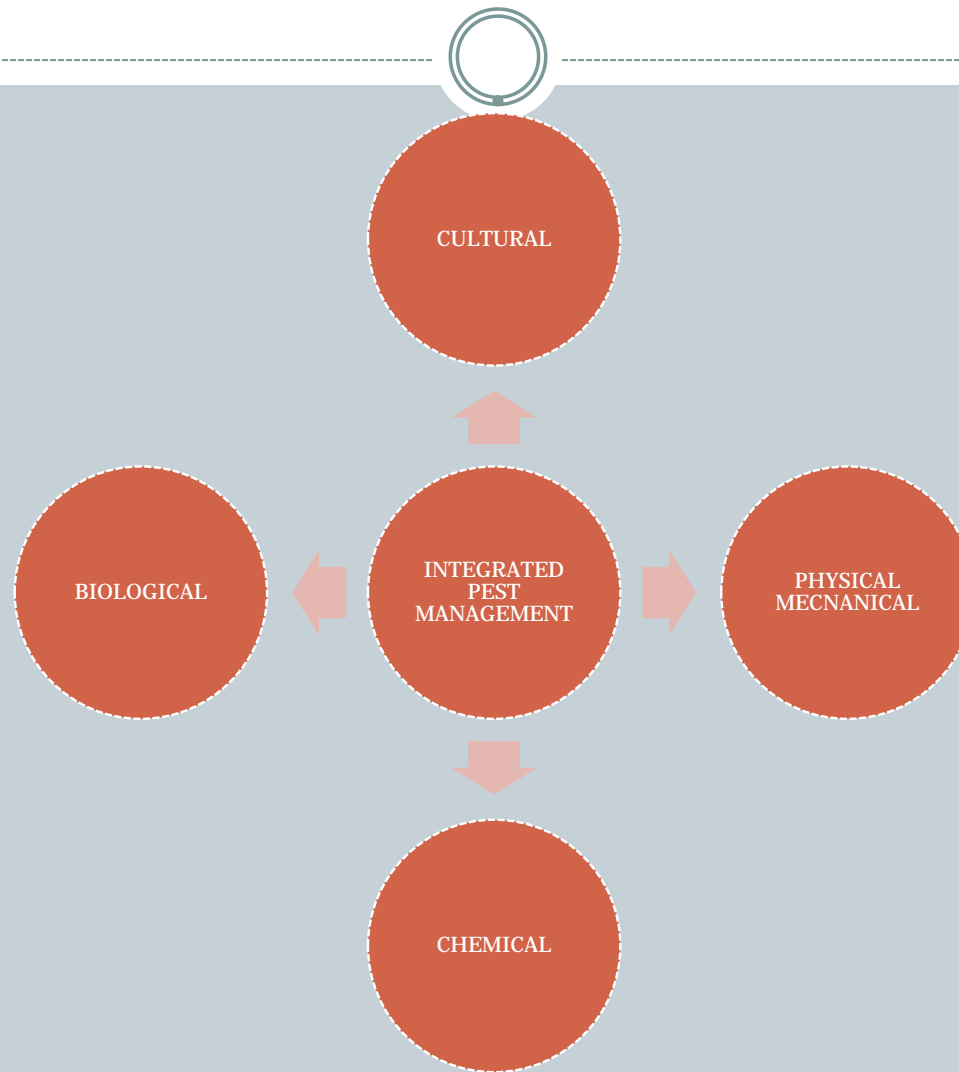 CULTURAL
BIOLOGICAL
INTEGRATED
PEST
MANAGEMENT
PHYSICAL
MECNANICAL
CHEMICAL